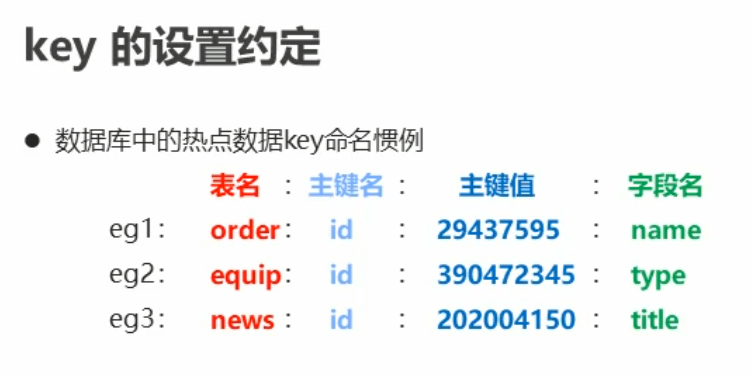 key 的设置约定
● 数据库中的热点数据key命名惯例
表名 : 主键名 : 主键值 : 字段名
eg1: order: id : 29437595 : name
eg2: equip: id : 390472345 : type
eg3: news : id : 202004150 : title